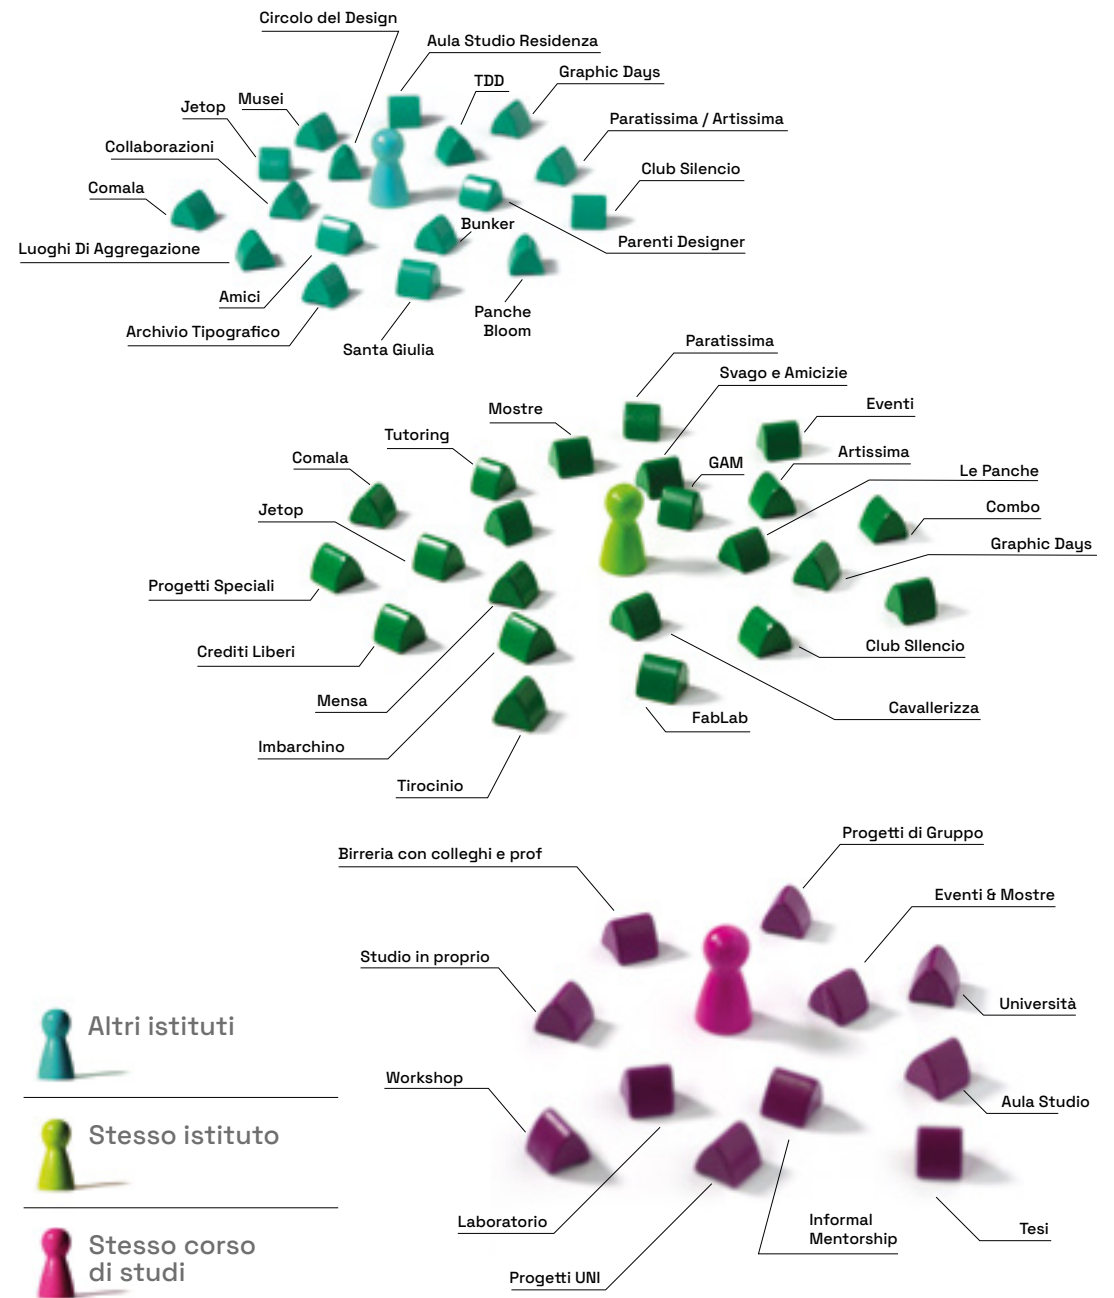 Circolo del Design
Aula Studio Residenza
TDD
Graphic Days
Musei
Jetop
Paratissima / Artissima
Collaborazioni
Club Silencio
Comala
Bunker
Parenti Designer
Luoghi Di Aggregazione
Amici
Panche
Bloom
Archivio Tipografico
Santa Giulia
Paratissima
Svago e Amicizie
Mostre
Eventi
Tutoring
Artissima
Comala
GAM
Le Panche
Jetop
Combo
Graphic Days
Progetti Speciali
Crediti Liberi
Club SIlencio
Mensa
Cavallerizza
FabLab
Imbarchino
Tirocinio
Progetti di Gruppo
Birreria con colleghi e prof
Eventi & Mostre
Studio in proprio
Università
Workshop
Aula Studio
Laboratorio
Informal
Mentorship
Tesi
Progetti UNI
Altri istituti
Stesso istituto
Stesso corso
di studi